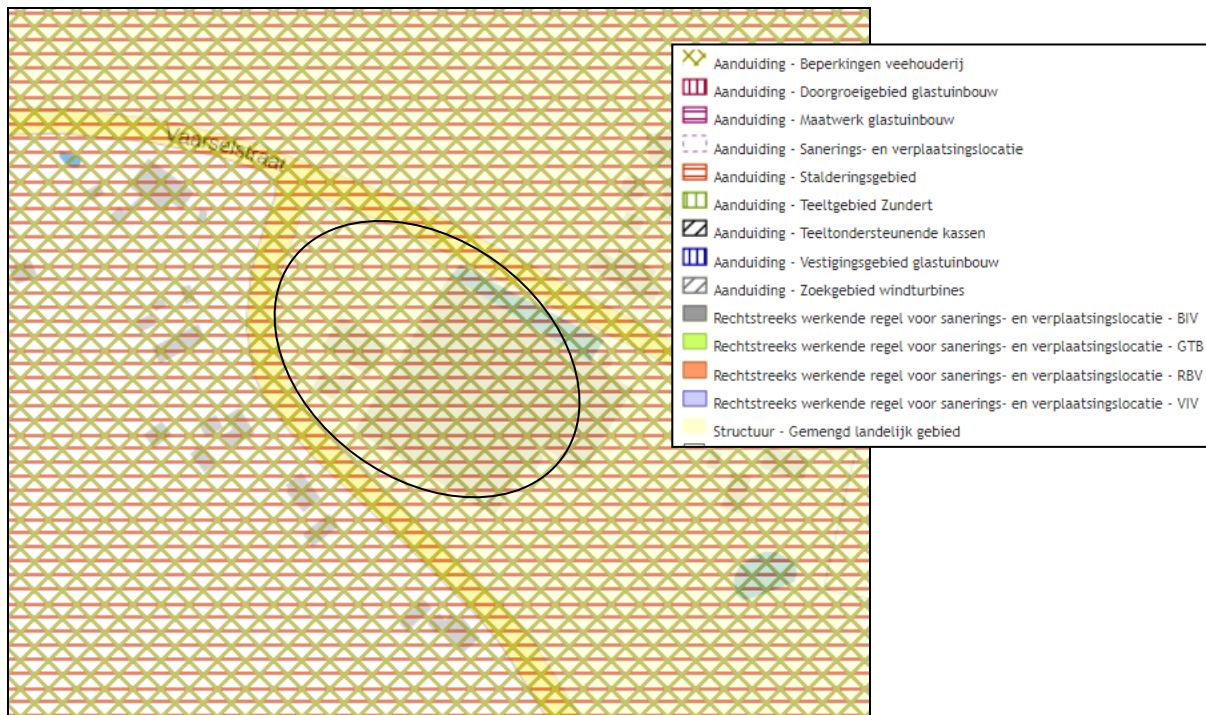 Vaarselstraat
Aanduiding - Beperkingen veehouderij
Aanduiding - Doorgroeigebied glastuinbouw
Aanduiding - Maatwerk glastuinbouw
Aanduiding - Sanerings- en verplaatsingslocatie
Aanduiding - Stalderingsgebied
Aanduiding - Teeltgebied Zundert
Aanduiding - Teeltondersteunende kassen
Aanduiding - Vestigingsgebied glastuinbouw
Aanduiding - Zoekgebied windturbines
Rechtstreeks werkende regel voor sanerings- en verplaatsingslocatie - BIV
Rechtstreeks werkende regel voor sanerings- en verplaatsingslocatie - GTB
Rechtstreeks werkende regel voor sanerings- en verplaatsingslocatie - RBV
Rechtstreeks werkende regel voor sanerings- en verplaatsingslocatie - VIV
Structuur - Gemengd landelijk gebied